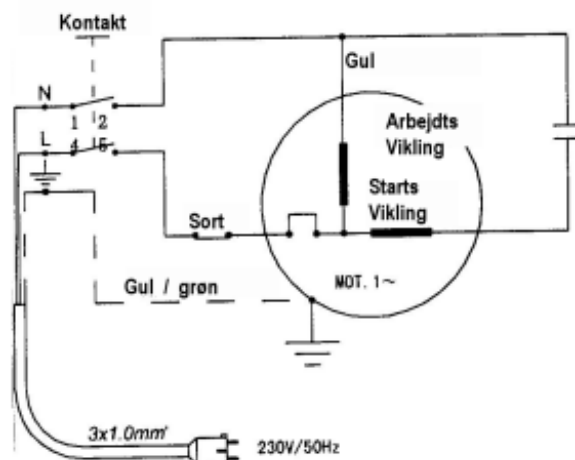 Kontakt
Gul
N
1 2
Arbejdts
Vikling
L
4 5
Starts
Vikling
Sort
Gul / grøn
MOT. 1~
3x1.0mm²
230V/50Hz